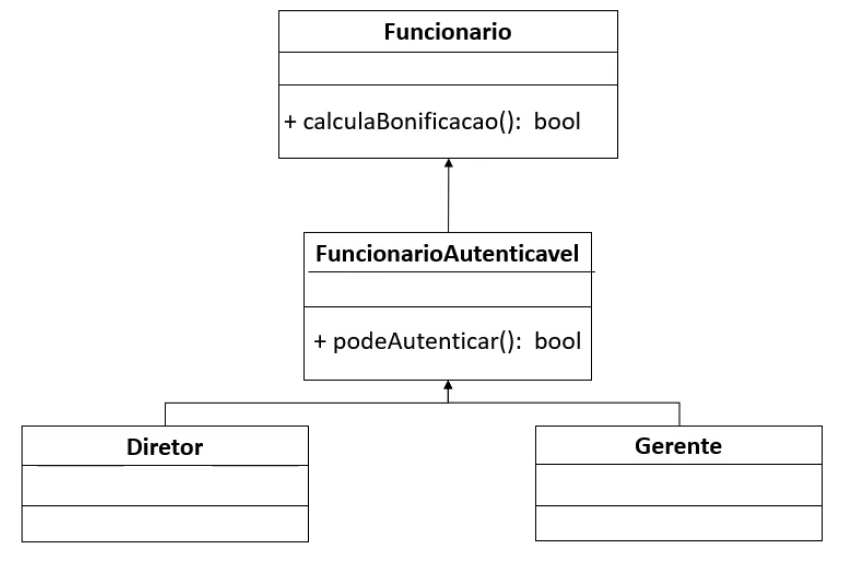 Funcionario
+ calculaBonificacao(): bool
FuncionarioAutenticavel
+ podeAutenticar(): bool
Diretor
Gerente